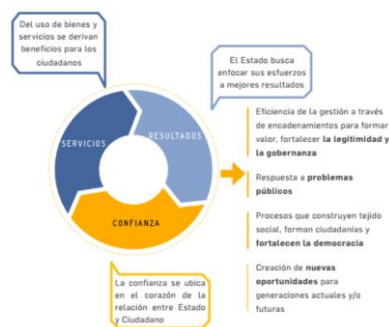 Del uso de bienes y
servicios se derivan
beneficios para los
ciudadanos
El Estado busca
enfocar sus esfuerzos
a mejores resultados
SERVICIOS
RESULTADOS
CONFIANZA
Eficiencia de la gestión a través
de encadenamientos para formar
valor, fortalecer la legitimidad y
la gobernanza
Respuesta a problemas
públicos
Procesos que construyen tejido
social, forman ciudadanías y
fortalecen la democracia
Creación de nuevas
oportunidades para
generaciones actuales y/o
futuras
La confianza se ubica
en el corazón de la
relación entre Estado
y Ciudadano